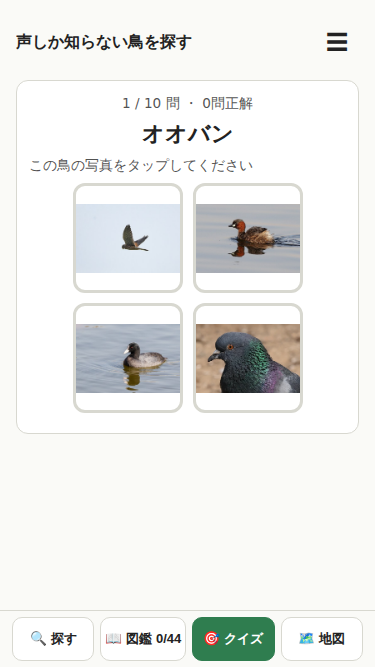 声しか知らない鳥を探す
1 / 10 問 ・ 0問正解
オオバン
この鳥の写真をタップしてください
探す
図鑑 0/44
クイズ
地図